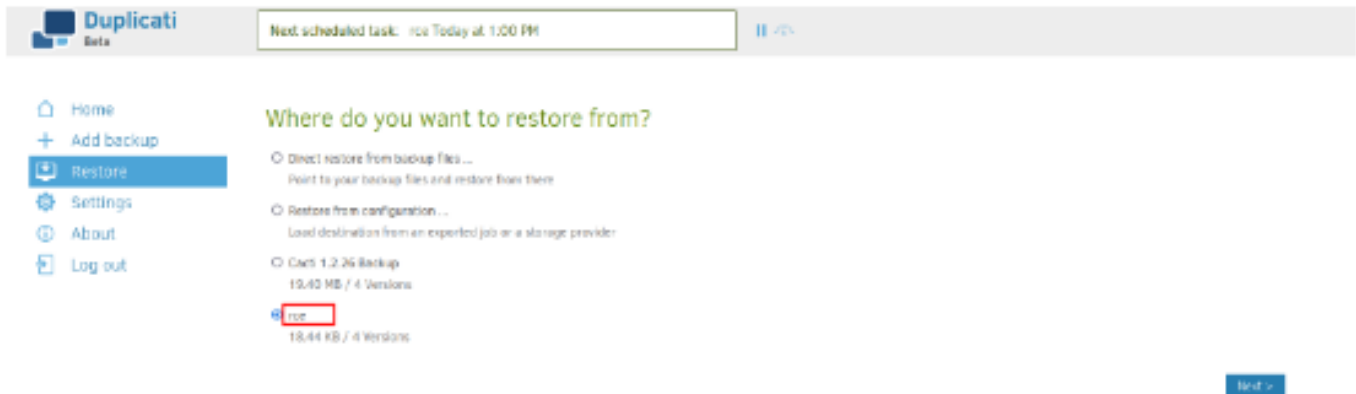 Duplicati
Beta
Next scheduled task: rce Today at 1:00 PM
Home
Add backup
Restore
Settings
About
Log out
Where do you want to restore from?
Direct restore from backup files ...
Point to your backup files and restore from there
Restore from configuration ...
Load destination from an exported job or a storage provider
Cacti 1.2.26 Backup
19.40 MB / 4 Versions
rce
18.44 KB / 4 Versions
Next >